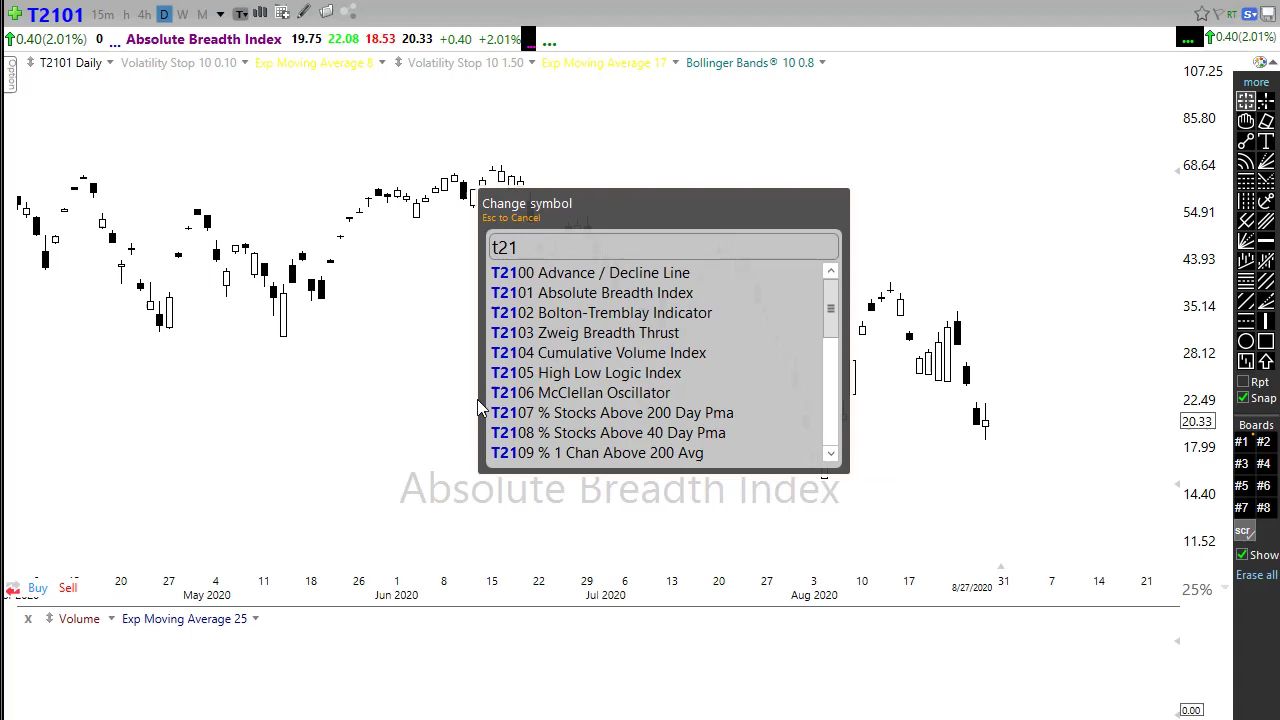 T2101 15m 4h D W M T
RT S
0.40(2.01%) 0 ... Absolute Breadth Index 19.75 22.08 18.53 20.33 +0.40 +2.01% ... ... ... 0.40(2.01%)
Option
T2101 Daily Volatility Stop 10 0.10 Exp Moving Average 8 Volatility Stop 10 1.50 Exp Moving Average 17 Bollinger Bands® 10 0.8
107.25
85.80
68.64
54.91
43.93
35.14
28.12
22.49
20.33
17.99
14.40
11.52
Change symbol
Esc to Cancel
t21
T2100 Advance / Decline Line
T2101 Absolute Breadth Index
T2102 Bolton-Tremblay Indicator
T2103 Zweig Breadth Thrust
T2104 Cumulative Volume Index
T2105 High Low Logic Index
T2106 McClellan Oscillator
T2107 % Stocks Above 200 Day Pma
T2108 % Stocks Above 40 Day Pma
T2109 % 1 Chan Above 200 Avg
Absolute Breadth Index
20 27 4 11 18 26 1 8 15 22 29 6 13 20 27 3 10 17 31 7 14 21
May 2020 Jun 2020 Jul 2020 Aug 2020 8/27/2020
Buy Sell
25%
X Volume Exp Moving Average 25
0.00
more
T
Rpt
Snap
Boards
#1 #2
#3 #4
#5 #6
#7 #8
scr
Show
Erase all